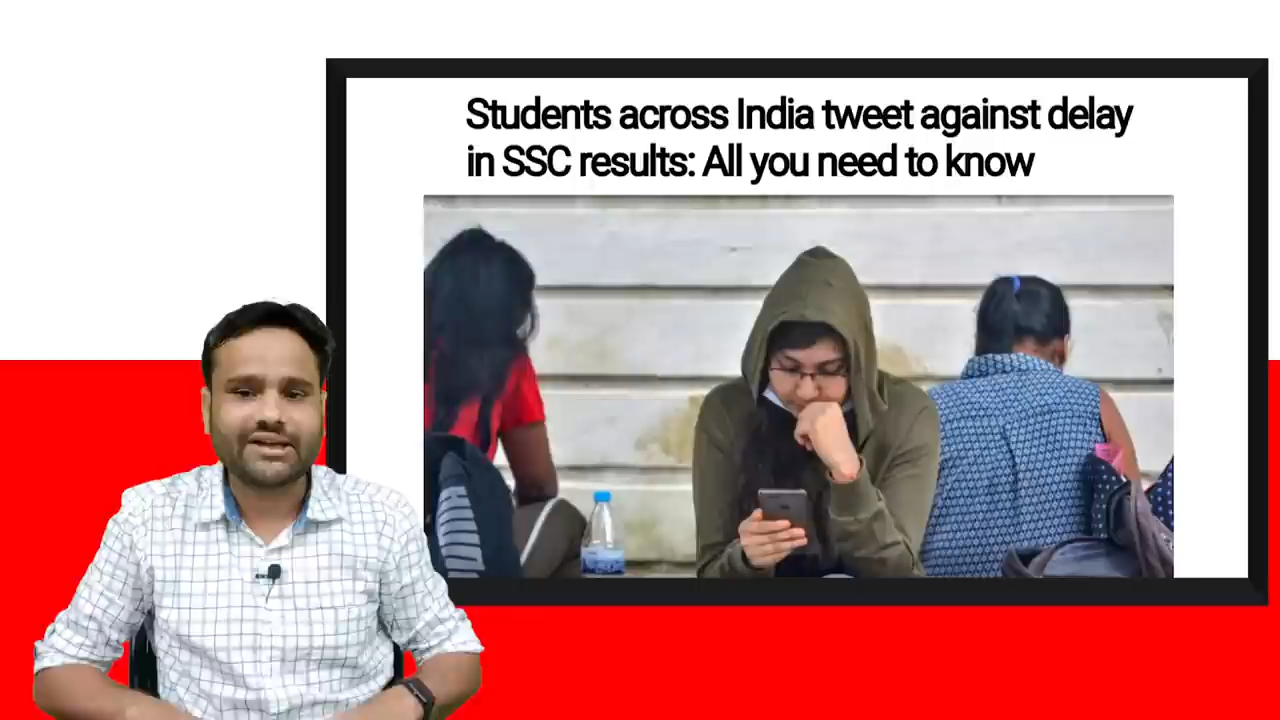 Students across India tweet against delay
in SSC results: All you need to know